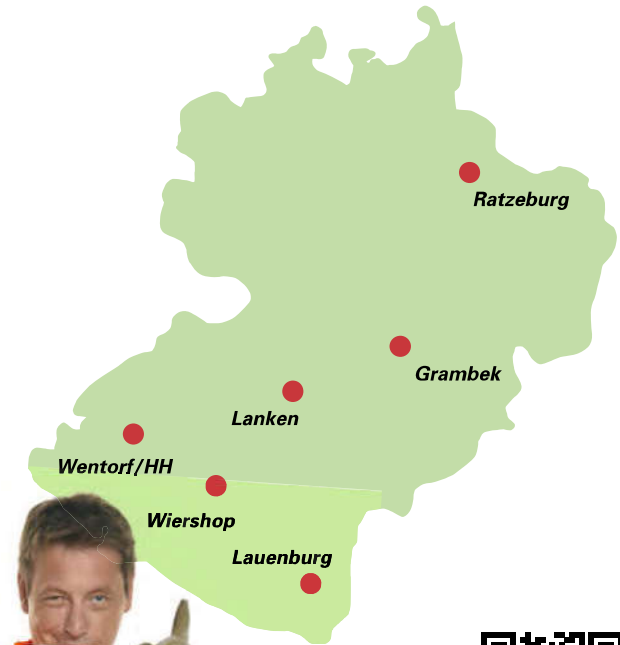 Ratzeburg
Grambek
Lanken
Wentorf/HH
Wiershop
Lauenburg